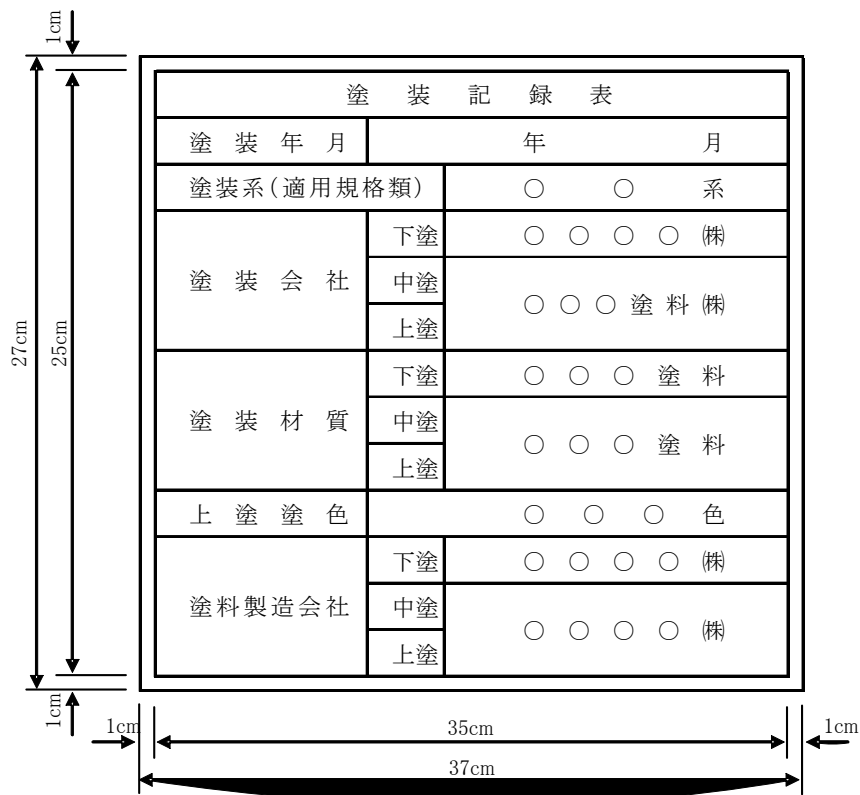 1cm
塗装記録表
塗装年月 年 月
塗装系(適用規格類) ○ ○ 系
塗装会社 下塗 ○○○○㈱
中塗 ○○○塗料㈱
上塗
塗装材質 下塗 ○○○塗料
中塗 ○○○塗料
上塗
上塗塗色 ○○○色
塗料製造会社 下塗 ○○○○㈱
中塗 ○○○○㈱
上塗
27cm
25cm
1cm
1cm
35cm
1cm
37cm